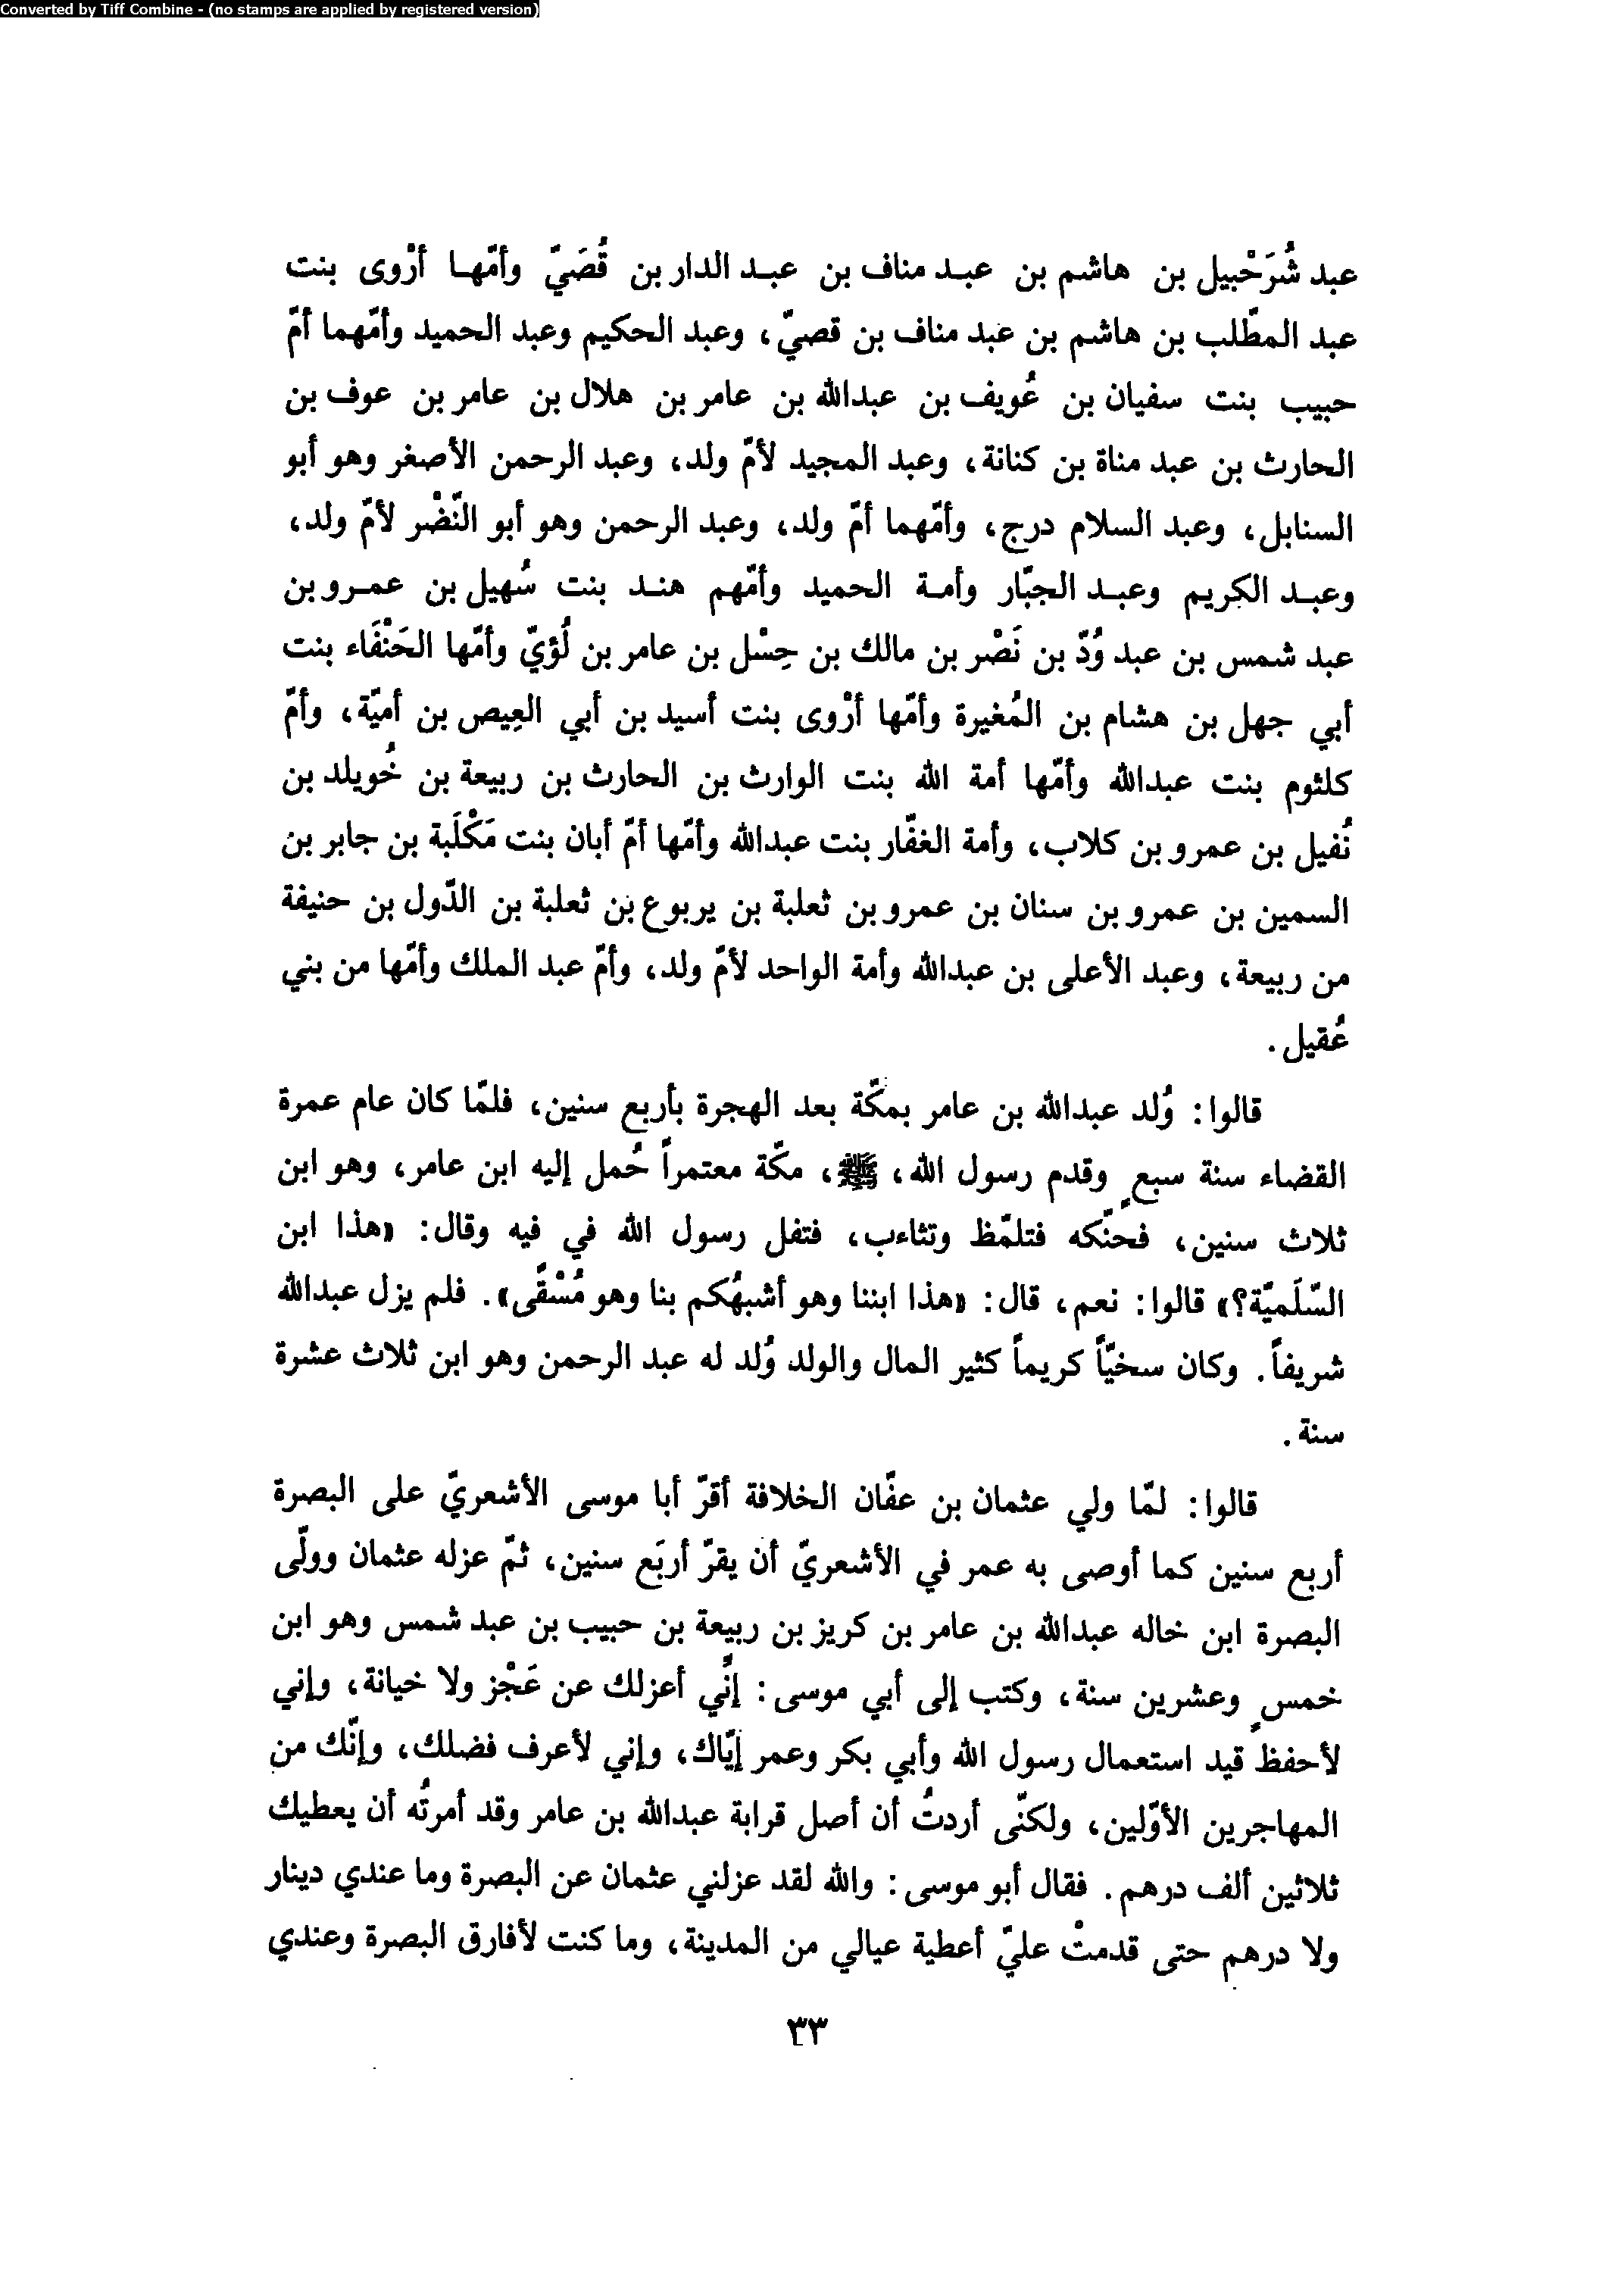 Converted by Tiff Combine - (no stamps are applied by registered version)
عبد شُرَحْبيل بن هاشم بن عبد مناف بن عبد الدار بن قُصَيّ وأمّها أرْوى بنت
عبد المطّلب بن هاشم بن عبد مناف بن قصيّ، وعبد الحكيم وعبد الحميد وأمّهما أمّ
حبيب بنت سفيان بن عُويف بن عبدالله بن عامر بن هلال بن عامر بن عوف بن
الحارث بن عبد مناة بن كنانة، وعبد المجيد لأمّ ولد، وعبد الرحمن الأصغر وهو أبو
السنابل، وعبد السلام درج، وأمّهما أمّ ولد، وعبد الرحمن وهو أبو النّضْر لأمّ ولد،
وعبد الكريم وعبد الجبّار وأمة الحميد وأمّهم هند بنت سُهيل بن عمرو بن
عبد شمس بن عبد وُدّ بن نَصْر بن مالك بن حِسْل بن عامر بن لُؤيّ وأمّها الحَنْفَاء بنت
أبي جهل بن هشام بن المُغيرة وأمّها أرْوى بنت أسيد بن أبي العِيص بن أميّة، وأمّ
كلثوم بنت عبدالله وأمّها أمة الله بنت الوارث بن الحارث بن ربيعة بن خُويلد بن
نُفيل بن عمرو بن كلاب، وأمة الغفّار بنت عبدالله وأمّها أمّ أبان بنت مَكْلَبة بن جابر بن
السمين بن عمرو بن سنان بن عمرو بن ثعلبة بن يربوع بن ثعلبة بن الدّول بن حنيفة
من ربيعة، وعبد الأعلى بن عبدالله وأمة الواحد لأمّ ولد، وأمّ عبد الملك وأمّها من بني
عُقيل.
قالوا: وُلد عبدالله بن عامر بمكّة بعد الهجرة بأربع سنين، فلمّا كان عام عمرة
القضاء سنة سبعٍ وقدم رسول الله، ﷺ، مكّة معتمراً حُمل إليه ابن عامر، وهو ابن
ثلاث سنين، فحنّكه فتلمّظ وتثاءب، فتفل رسول الله في فيه وقال: «هذا ابن
السّلَميّة؟» قالوا: نعم، قال: «هذا ابننا وهو أشبهُكم بنا وهو مُسْقًى». فلم يزل عبدالله
شريفاً. وكان سخيّاً كريماً كثير المال والولد وُلد له عبد الرحمن وهو ابن ثلاث عشرة
سنة.
قالوا: لمّا ولي عثمان بن عفّان الخلافة أقرّ أبا موسى الأشعريّ على البصرة
أربع سنين كما أوصى به عمر في الأشعريّ أن يقرّ أربَع سنين، ثمّ عزله عثمان وولّى
البصرة ابن خاله عبدالله بن عامر بن كريز بن ربيعة بن حبيب بن عبد شمس وهو ابن
خمسٍ وعشرين سنة، وكتب إلى أبي موسى: إنّي أعزلك عن عَجْز ولا خيانة، وإني
لأحفظ قيد استعمال رسول الله وأبي بكر وعمر إيّاك، وإني لأعرف فضلك، وإنّك من
المهاجرين الأوّلين، ولكنّى أردتُ أن أصل قرابة عبدالله بن عامر وقد أمرتُه أن يعطيك
ثلاثين ألف درهم. فقال أبو موسى: والله لقد عزلني عثمان عن البصرة وما عندي دينار
ولا درهم حتى قدمتْ عليّ أعطية عيالي من المدينة، وما كنت لأفارق البصرة وعندي
٣٣